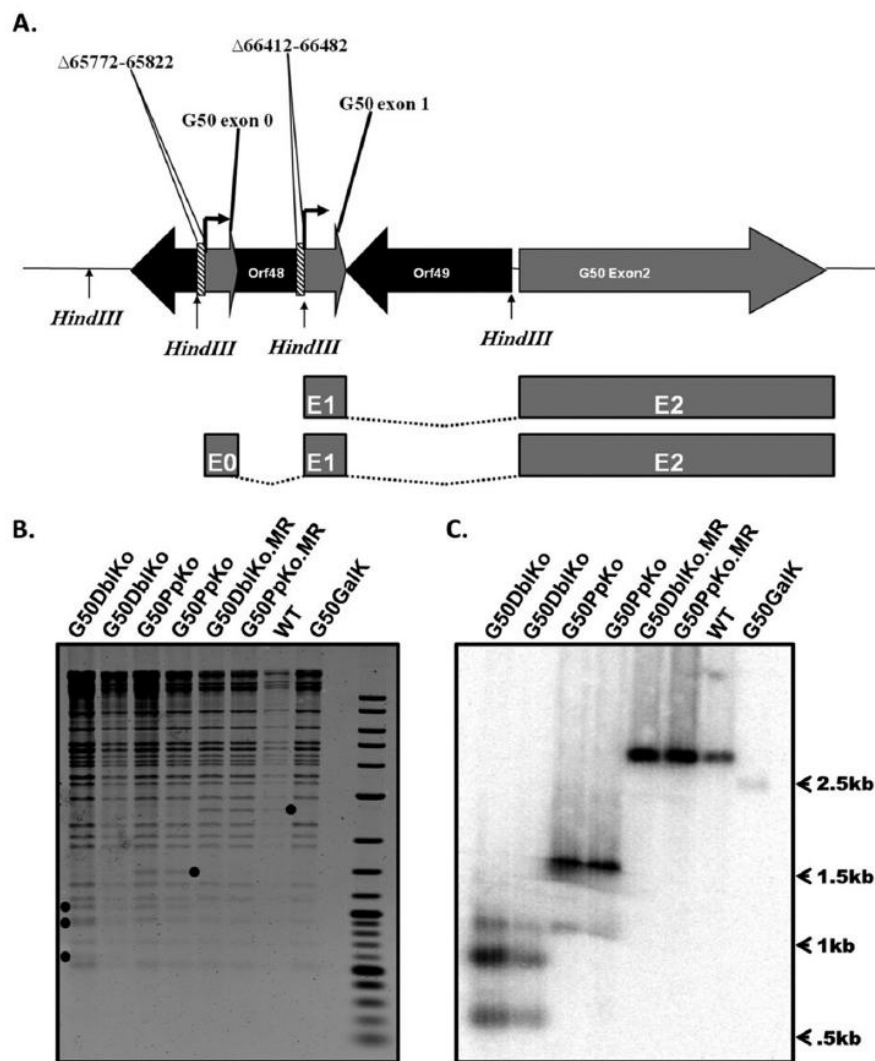 A.
Δ65772-65822
Δ66412-66482
G50 exon 0
G50 exon 1
Orf48
Orf49
G50 Exon2
HindIII
HindIII
HindIII
HindIII
E1
E2
E0
E1
E2
B.
G50DblKo
G50DblKo
G50PpKo
G50PpKo
G50DblKo.MR
G50PpKo.MR
WT
G50GalK
C.
G50DblKo
G50DblKo
G50PpKo
G50PpKo
G50DblKo.MR
G50PpKo.MR
WT
G50GalK
2.5kb
1.5kb
1kb
.5kb